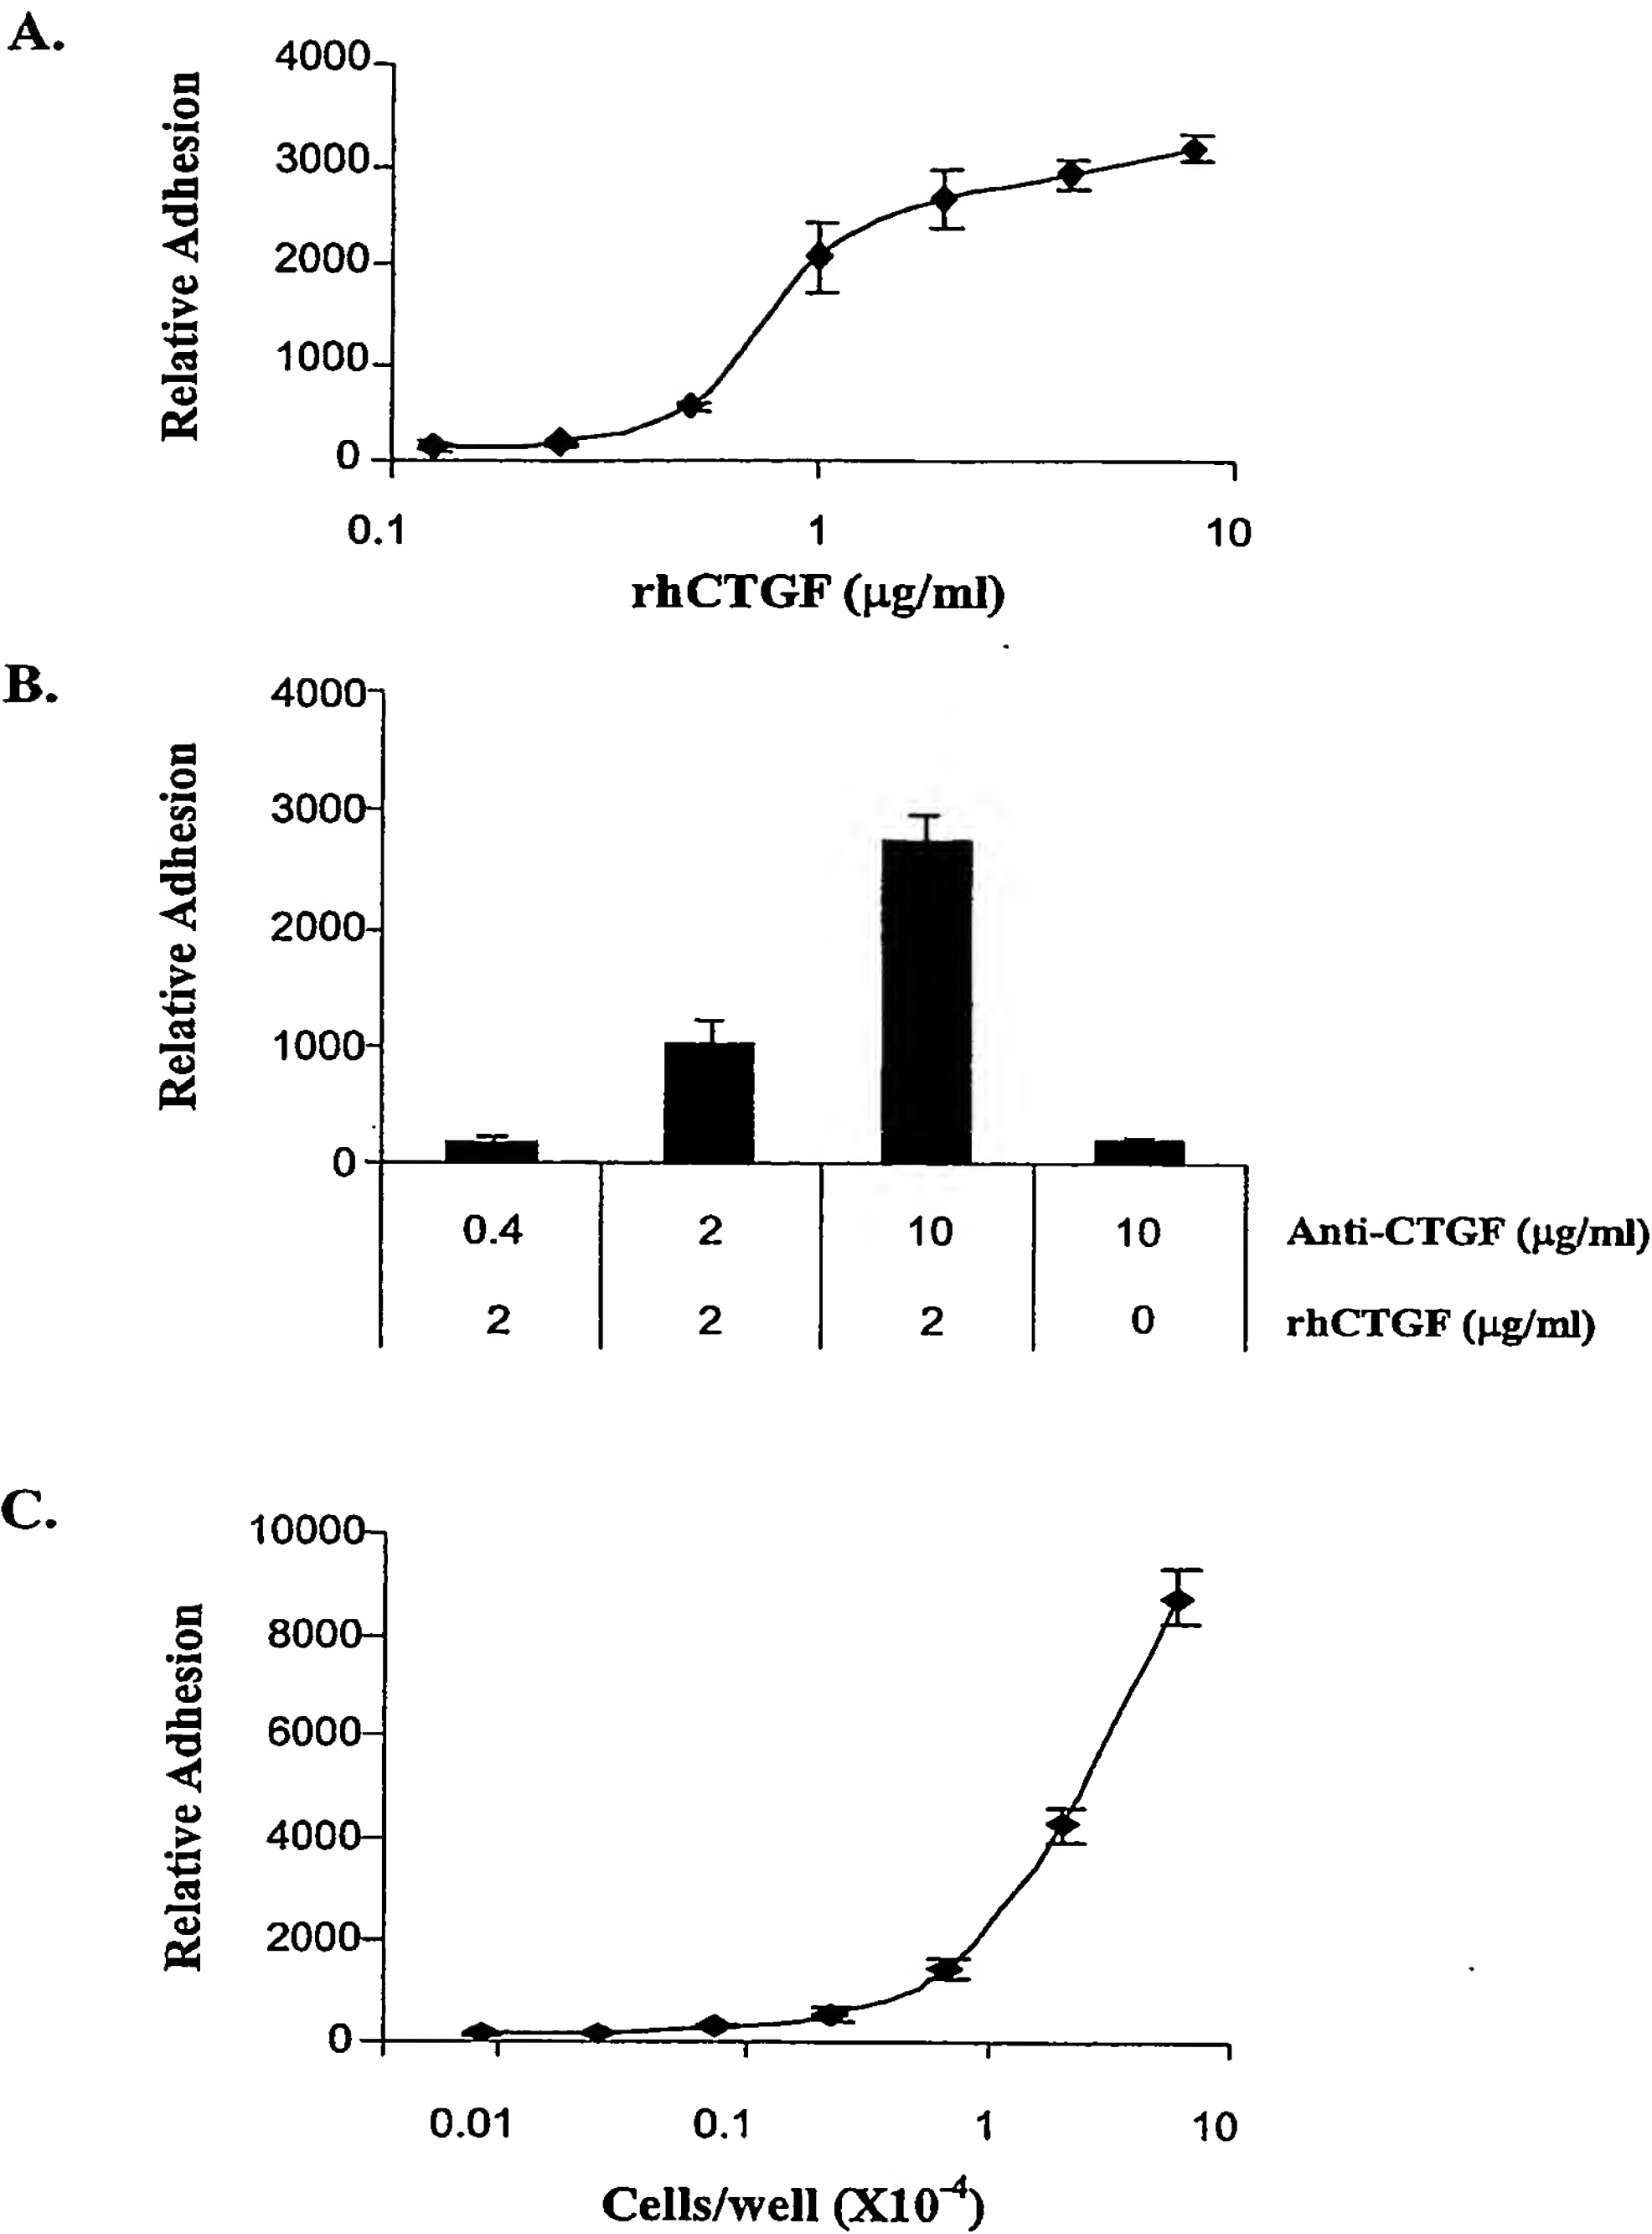 A.
4000
3000
2000
1000
0
Relative Adhesion
0.1 1 10
rhCTGF (µg/ml)
B.
4000
3000
2000
1000
0
Relative Adhesion
0.4 2 10 10 Anti-CTGF (µg/ml)
2 2 2 0 rhCTGF (µg/ml)
C.
10000
8000
6000
4000
2000
0
Relative Adhesion
0.01 0.1 1 10
Cells/well (X10⁻⁴)